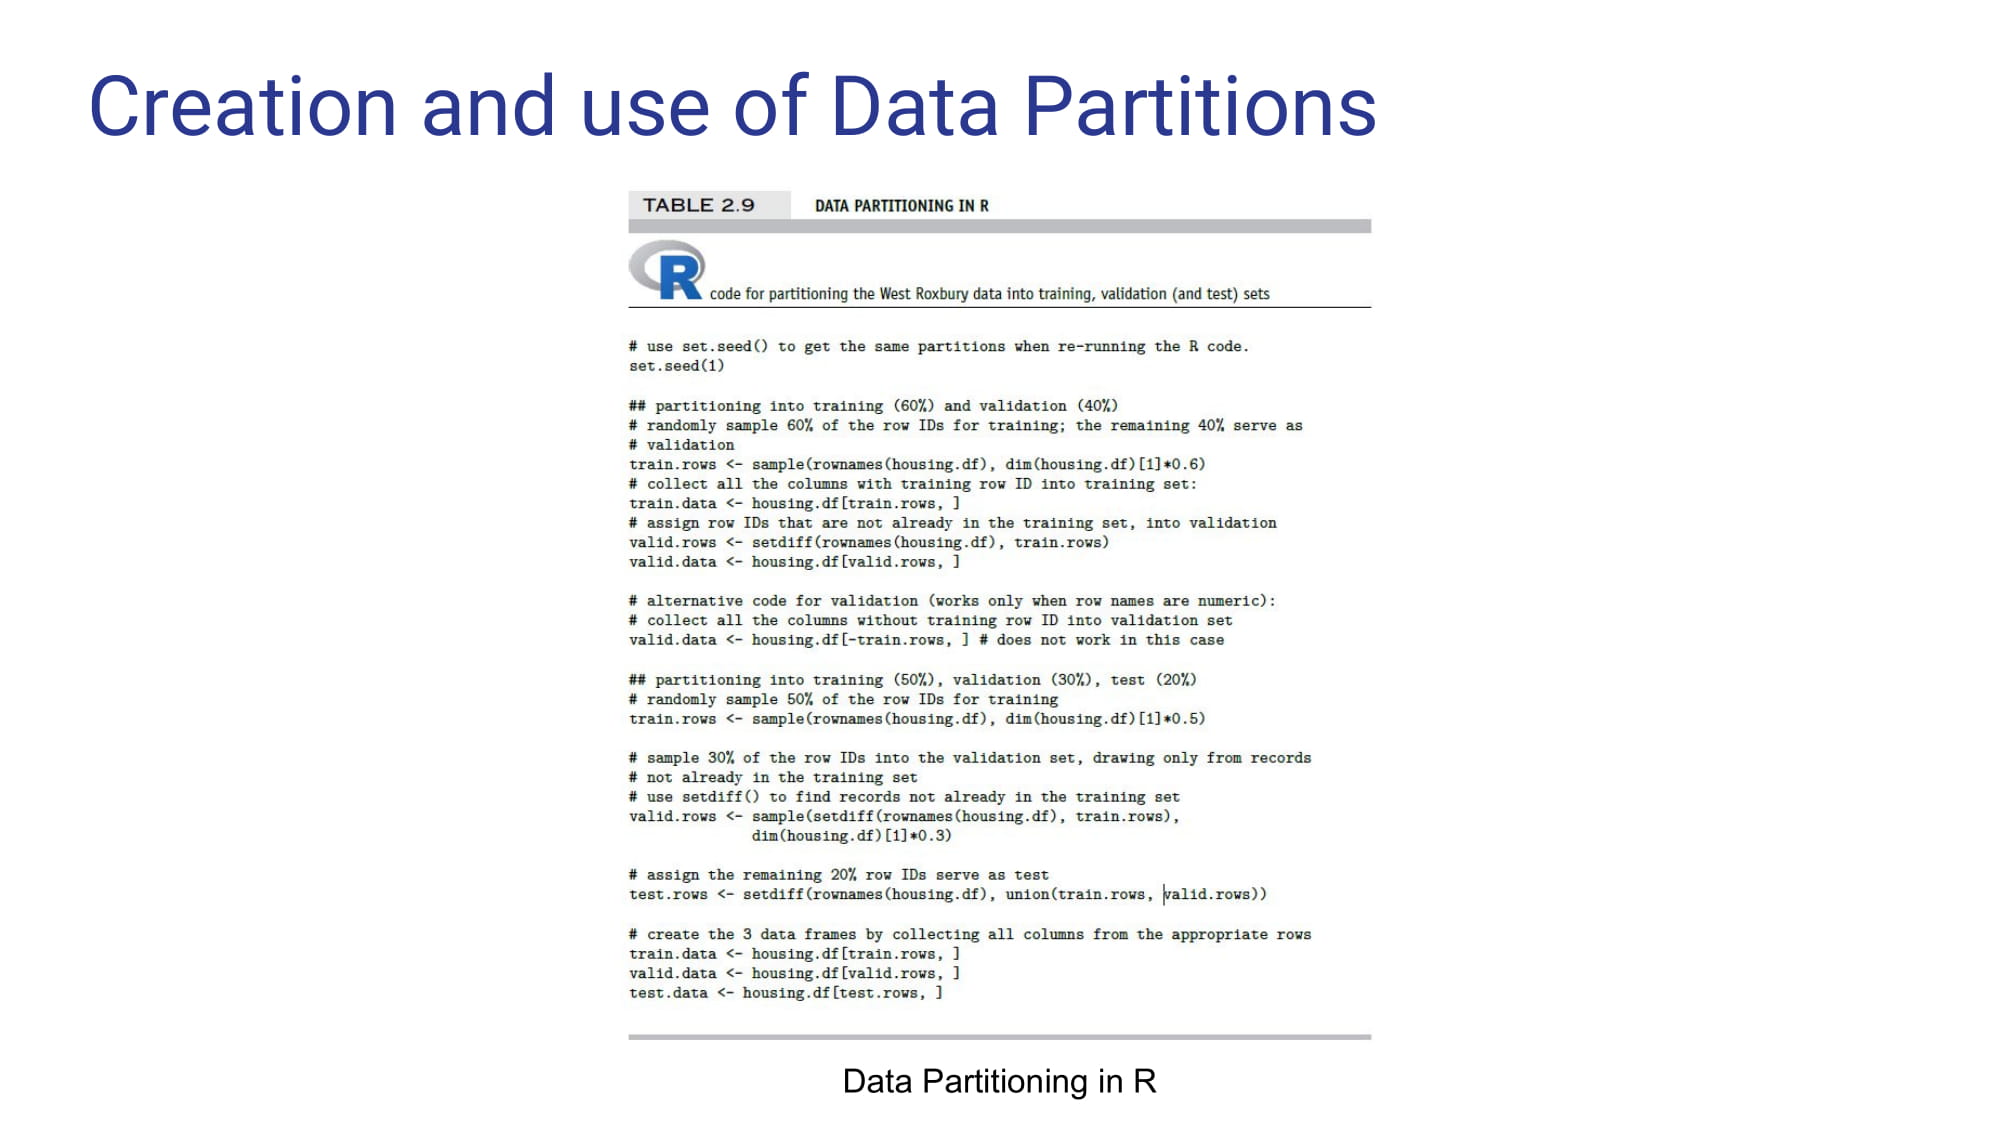 Creation and use of Data Partitions
TABLE 2.9 DATA PARTITIONING IN R
R code for partitioning the West Roxbury data into training, validation (and test) sets
# use set.seed() to get the same partitions when re-running the R code.
set.seed(1)
## partitioning into training (60%) and validation (40%)
# randomly sample 60% of the row IDs for training; the remaining 40% serve as
# validation
train.rows <- sample(rownames(housing.df), dim(housing.df)[1]*0.6)
# collect all the columns with training row ID into training set:
train.data <- housing.df[train.rows, ]
# assign row IDs that are not already in the training set, into validation
valid.rows <- setdiff(rownames(housing.df), train.rows)
valid.data <- housing.df[valid.rows, ]
# alternative code for validation (works only when row names are numeric):
# collect all the columns without training row ID into validation set
valid.data <- housing.df[-train.rows, ] # does not work in this case
## partitioning into training (50%), validation (30%), test (20%)
# randomly sample 50% of the row IDs for training
train.rows <- sample(rownames(housing.df), dim(housing.df)[1]*0.5)
# sample 30% of the row IDs into the validation set, drawing only from records
# not already in the training set
# use setdiff() to find records not already in the training set
valid.rows <- sample(setdiff(rownames(housing.df), train.rows),
dim(housing.df)[1]*0.3)
# assign the remaining 20% row IDs serve as test
test.rows <- setdiff(rownames(housing.df), union(train.rows, valid.rows))
# create the 3 data frames by collecting all columns from the appropriate rows
train.data <- housing.df[train.rows, ]
valid.data <- housing.df[valid.rows, ]
test.data <- housing.df[test.rows, ]
Data Partitioning in R